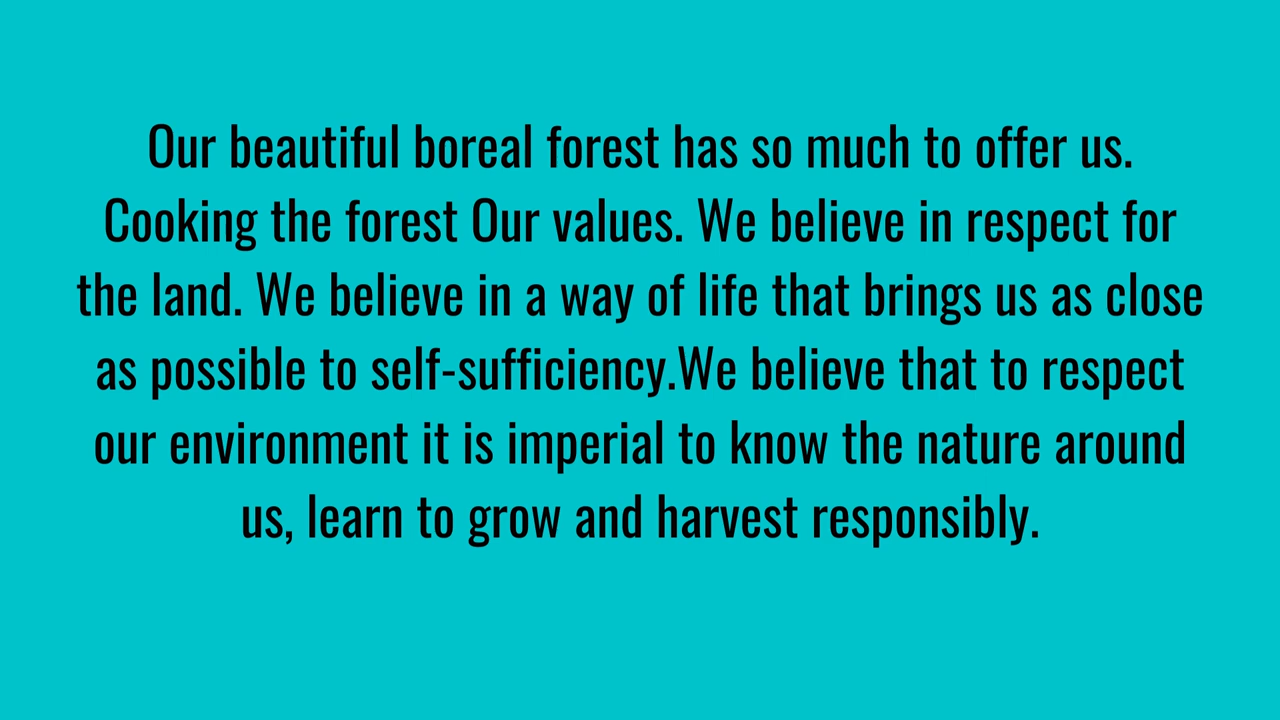 Our beautiful boreal forest has so much to offer us.
Cooking the forest Our values. We believe in respect for
the land. We believe in a way of life that brings us as close
as possible to self-sufficiency.We believe that to respect
our environment it is imperial to know the nature around
us, learn to grow and harvest responsibly.